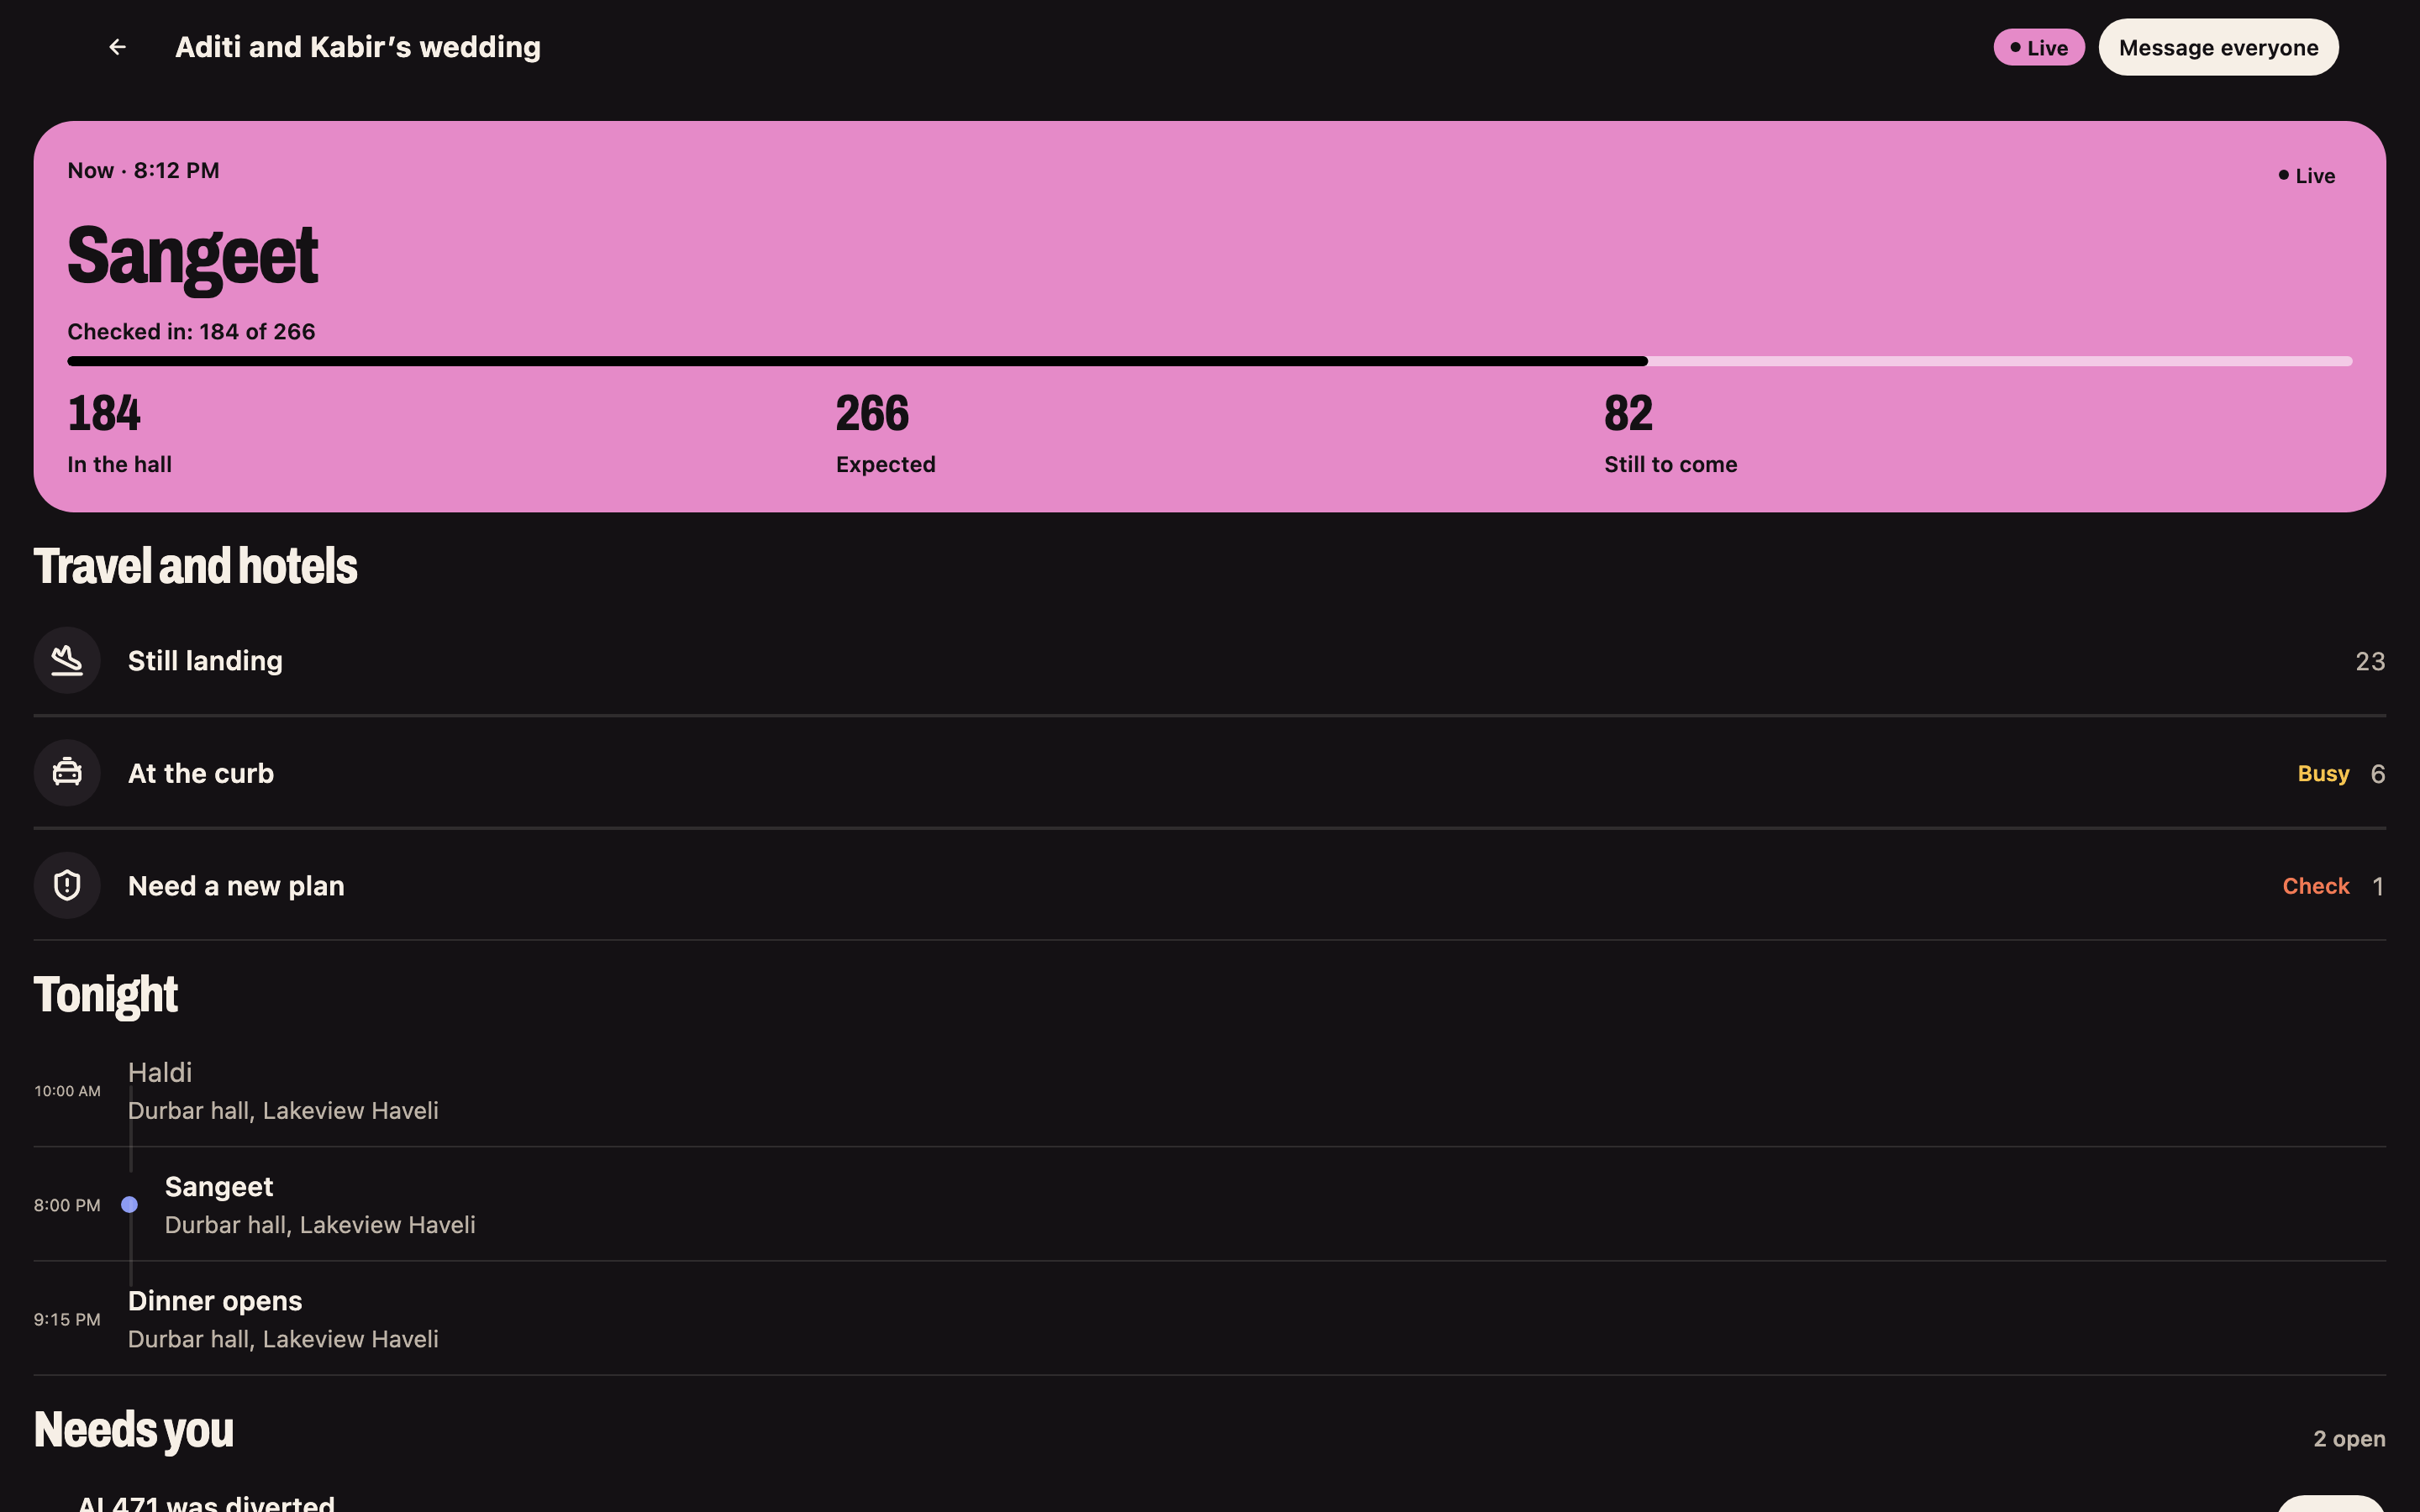 Aditi and Kabir’s wedding
Live
Message everyone
Now · 8:12 PM
Live
Sangeet
Checked in: 184 of 266
184
266
82
In the hall
Expected
Still to come
Travel and hotels
Still landing
23
At the curb
Busy 6
Need a new plan
Check 1
Tonight
10:00 AM
Haldi
Durbar hall, Lakeview Haveli
8:00 PM
Sangeet
Durbar hall, Lakeview Haveli
9:15 PM
Dinner opens
Durbar hall, Lakeview Haveli
Needs you
2 open
AI 471 was diverted